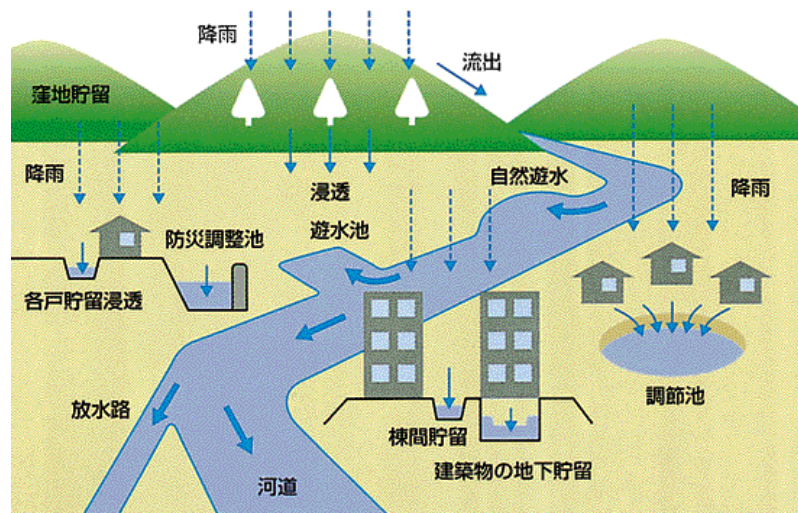 降雨
流出
窪地貯留
降雨
浸透
自然遊水
降雨
防災調整池
遊水池
各戸貯留浸透
放水路
棟間貯留
調節池
建築物の地下貯留
河道